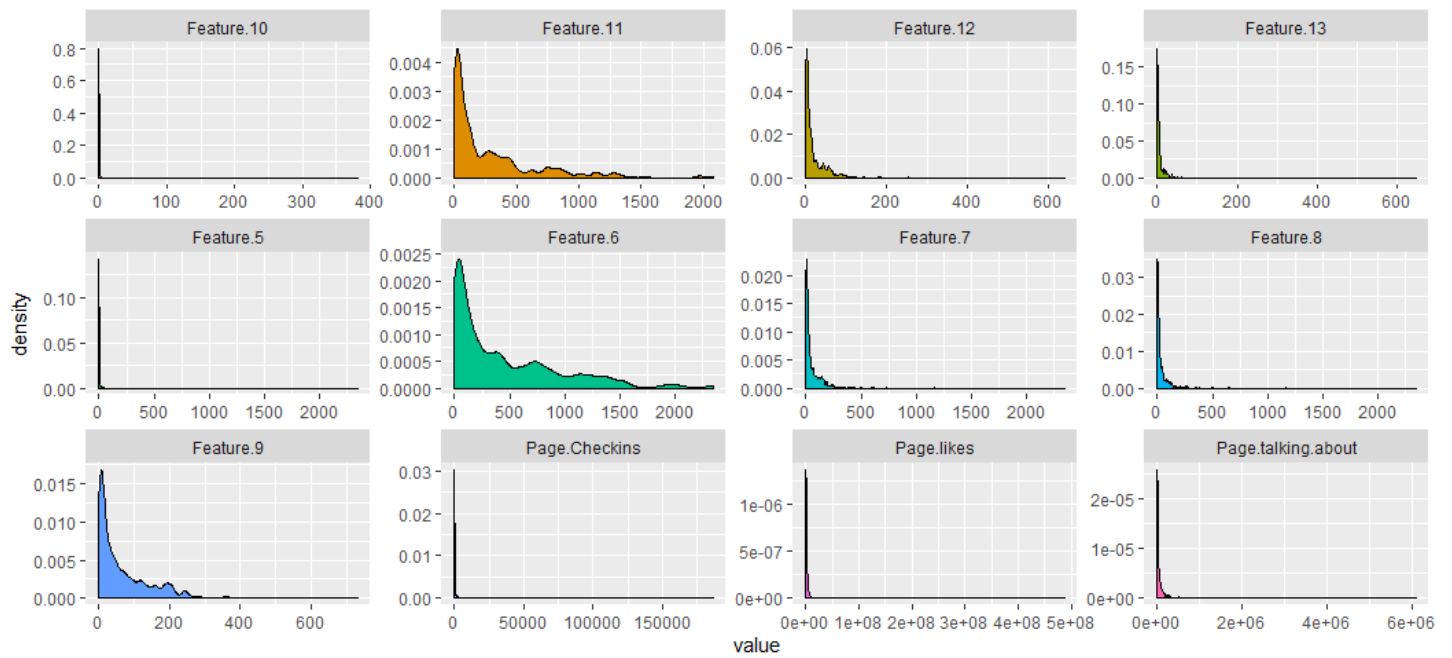 Feature.10 Feature.11 Feature.12 Feature.13
0.8 0.004 0.06 0.15
0.6 0.003 0.04 0.10
0.4 0.002 0.02 0.05
0.2 0.001 0.00 0.00
0.0 0.000
0 100 200 300 400 0 500 1000 1500 2000 0 200 400 600 0 200 400 600
Feature.5 Feature.6 Feature.7 Feature.8
0.10 0.0025 0.020 0.03
0.05 0.0020 0.015 0.02
0.00 0.0015 0.010 0.01
0.0010 0.005 0.00
0.0005 0.000
0.0000
0 500 1000 1500 2000 0 500 1000 1500 2000 0 500 1000 1500 2000 0 500 1000 1500 2000
density
Feature.9 Page.Checkins Page.likes Page.talking.about
0.015 0.03 1e-06 2e-05
0.010 0.02 5e-07 1e-05
0.005 0.01 0e+00 0e+00
0.000 0.00
0 200 400 600 0 50000 100000 150000 0e+00 1e+08 2e+08 3e+08 4e+08 5e+08 0e+00 2e+06 4e+06 6e+06
value